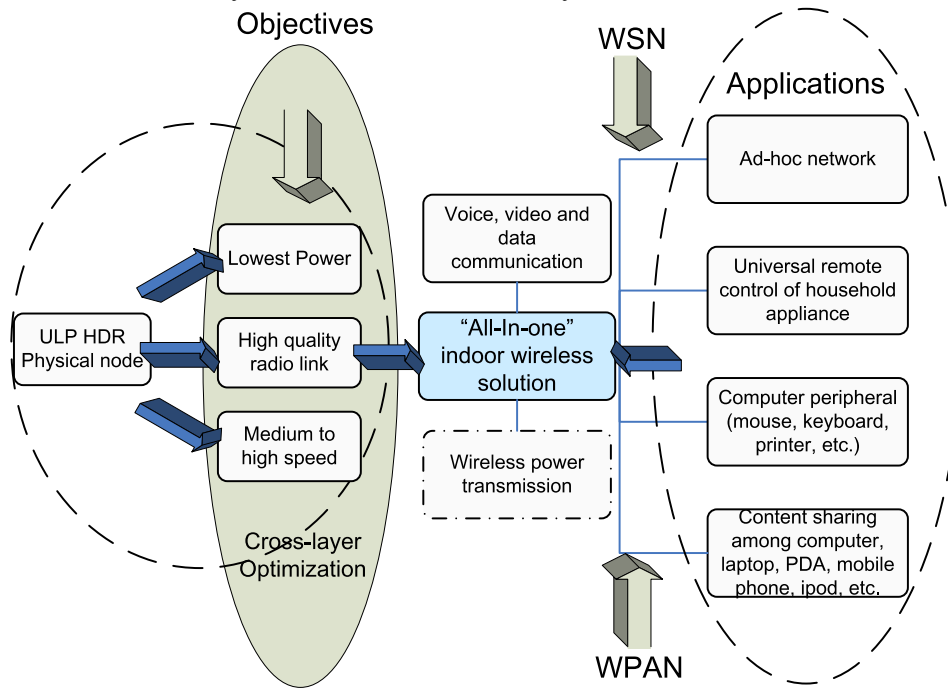 Objectives
WSN
Applications
Ad-hoc network
Voice, video and
data
communication
Lowest Power
Universal remote
control of household
appliance
ULP HDR
Physical node
High quality
radio link
“All-In-one”
indoor wireless
solution
Computer peripheral
(mouse, keyboard,
printer, etc.)
Medium to
high speed
Wireless power
transmission
Cross-layer
Optimization
Content sharing
among computer,
laptop, PDA, mobile
phone, ipod, etc.
WPAN